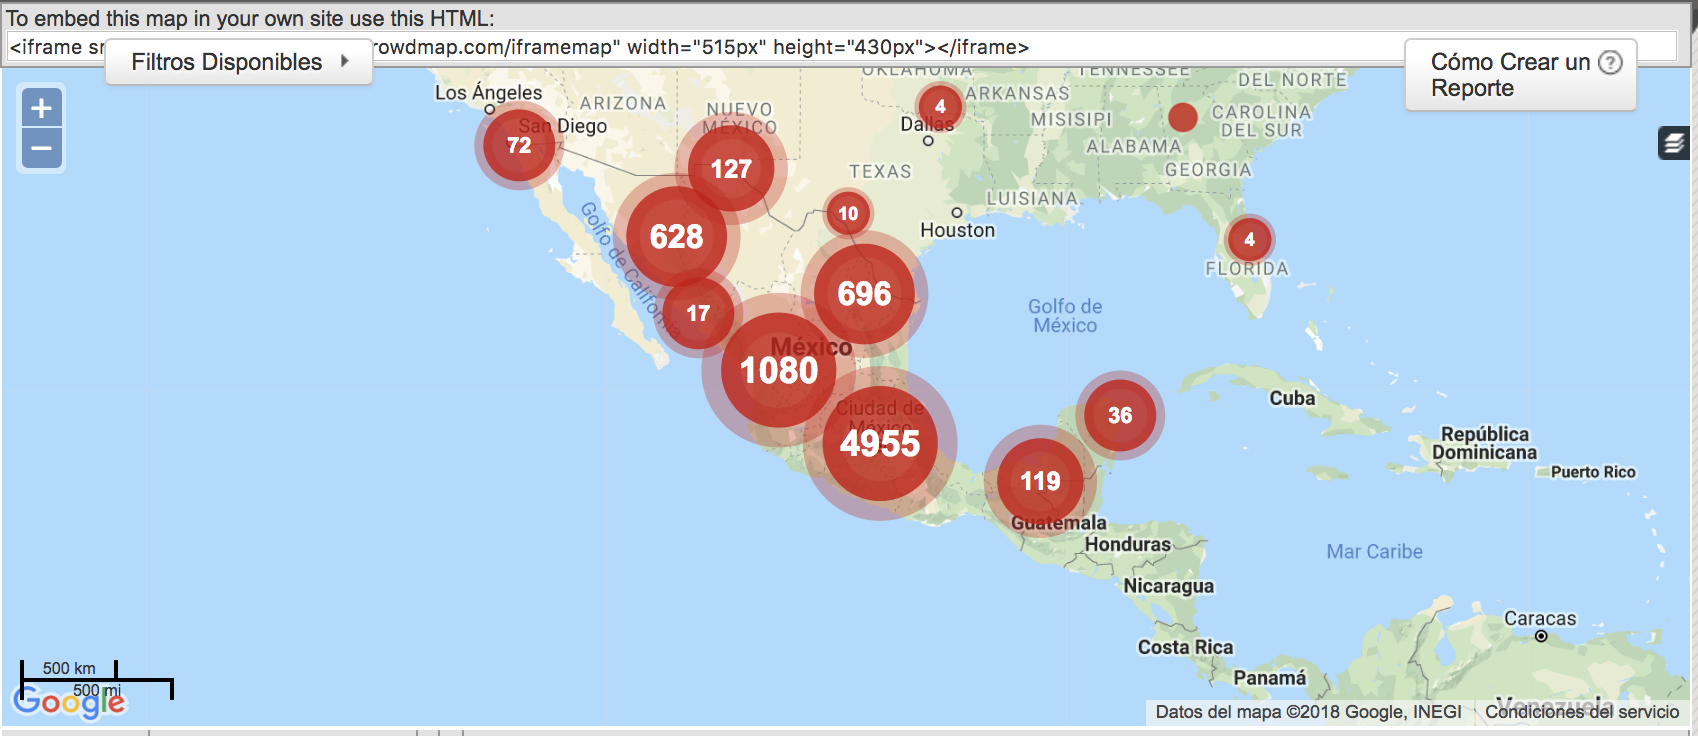 To embed this map in your own site use this HTML:
<iframe sr rowdmap.com/iframemap" width="515px" height="430px"></iframe>
Filtros Disponibles
Cómo Crear un ?
Reporte
+
−
OKLAHOMA
TENNESSEE
DEL NORTE
Los Ángeles
ARIZONA
NUEVO
MÉXICO
4
ARKANSAS
MISISIPI
CAROLINA
DEL SUR
San Diego
Dallas
72
127
TEXAS
ALABAMA
GEORGIA
LUISIANA
10
Houston
628
4
FLORIDA
Golfo de California
696
Golfo de
México
17
México
1080
Cuba
Ciudad de
México
4955
36
República
Dominicana
Puerto Rico
119
Guatemala
Honduras
Mar Caribe
Nicaragua
Caracas
Costa Rica
Panamá
500 km
500 mi
Google
Venezuela
Datos del mapa ©2018 Google, INEGI
Condiciones del servicio